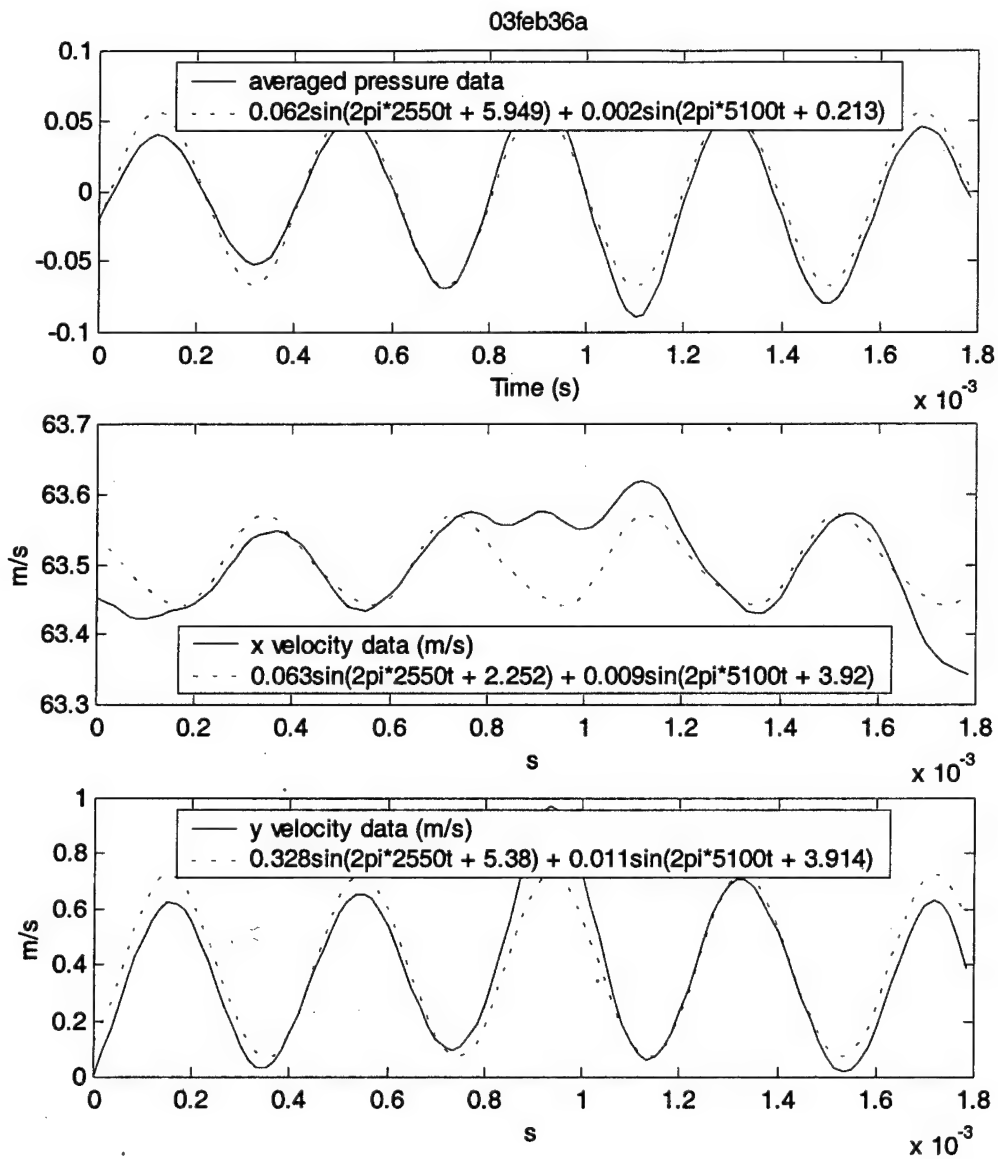 03feb36a
0.1
0.05
0
-0.05
-0.1
averaged pressure data
0.062sin(2pi*2550t + 5.949) + 0.002sin(2pi*5100t + 0.213)
0 0.2 0.4 0.6 0.8 1 1.2 1.4 1.6 1.8
Time (s)
x 10-3
63.7
63.6
63.5
63.4
63.3
m/s
x velocity data (m/s)
0.063sin(2pi*2550t + 2.252) + 0.009sin(2pi*5100t + 3.92)
0 0.2 0.4 0.6 0.8 1 1.2 1.4 1.6 1.8
s
x 10-3
1
0.8
0.6
0.4
0.2
0
m/s
y velocity data (m/s)
0.328sin(2pi*2550t + 5.38) + 0.011sin(2pi*5100t + 3.914)
0 0.2 0.4 0.6 0.8 1 1.2 1.4 1.6 1.8
s
x 10-3